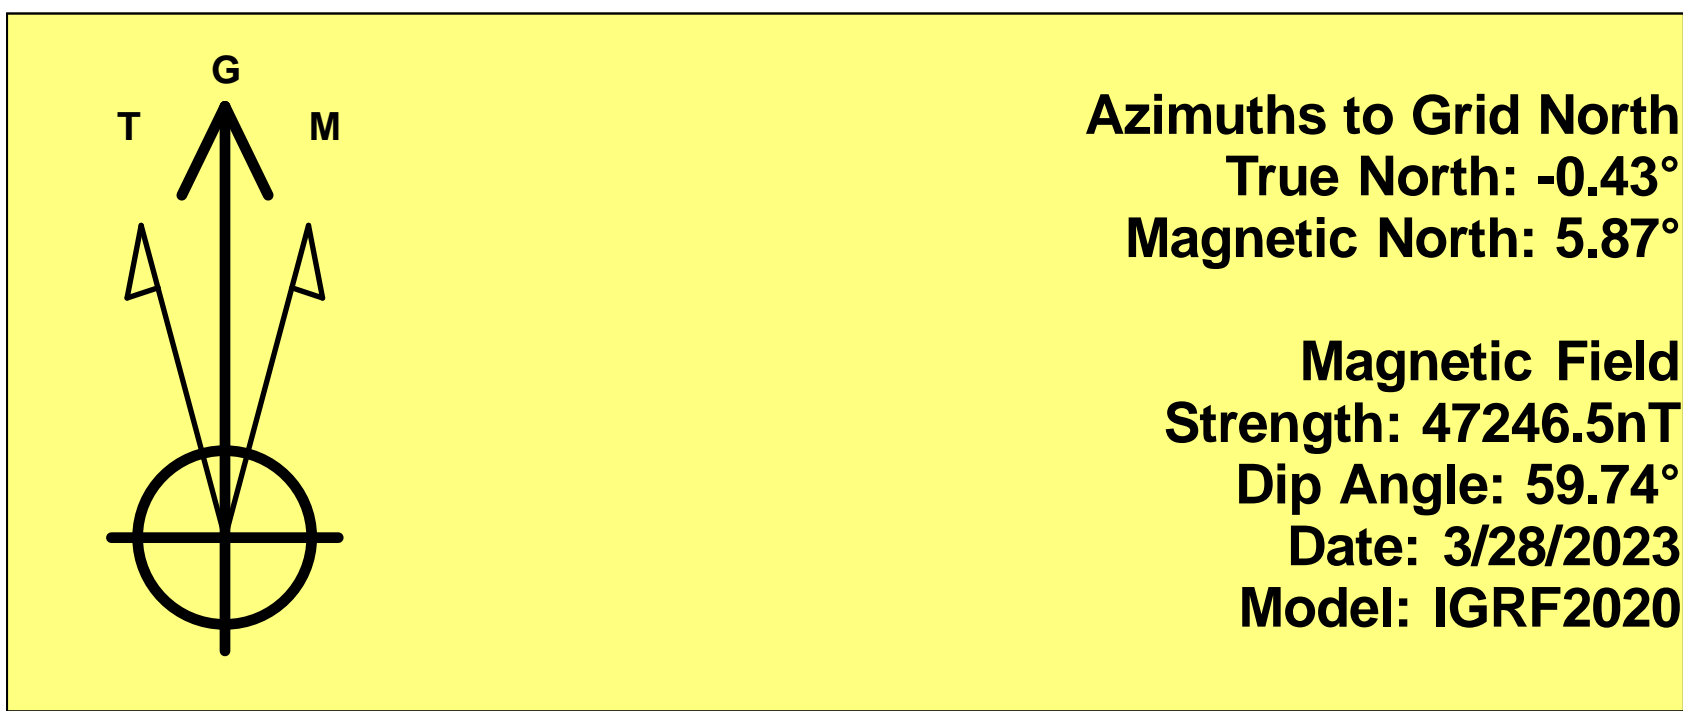 G
T
M
Azimuths to Grid North
True North: -0.43°
Magnetic North: 5.87°
Magnetic Field
Strength: 47246.5nT
Dip Angle: 59.74°
Date: 3/28/2023
Model: IGRF2020